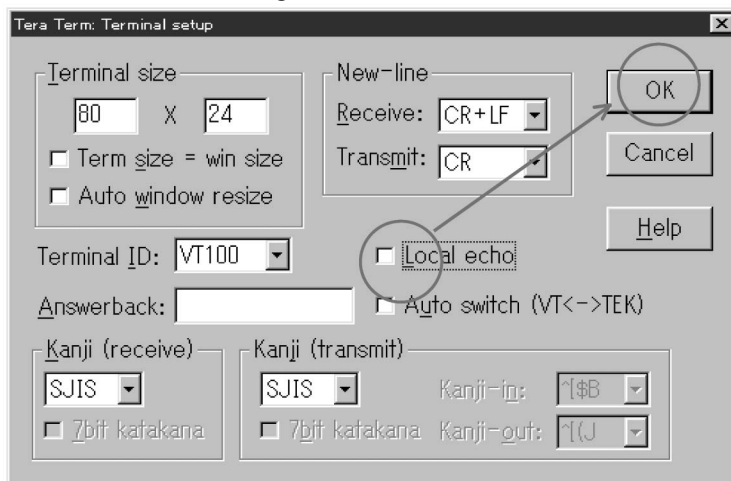 Tera Term: Terminal setup
Terminal size
80 X 24
Term size = win size
Auto window resize
New-line
Receive: CR+LF
Transmit: CR
OK
Cancel
Help
Terminal ID: VT100
Local echo
Answerback:
Auto switch (VT<->TEK)
Kanji (receive)
SJIS
7bit katakana
Kanji (transmit)
SJIS
Kanji-in: ^[$B
7bit katakana
Kanji-out: ^[(J